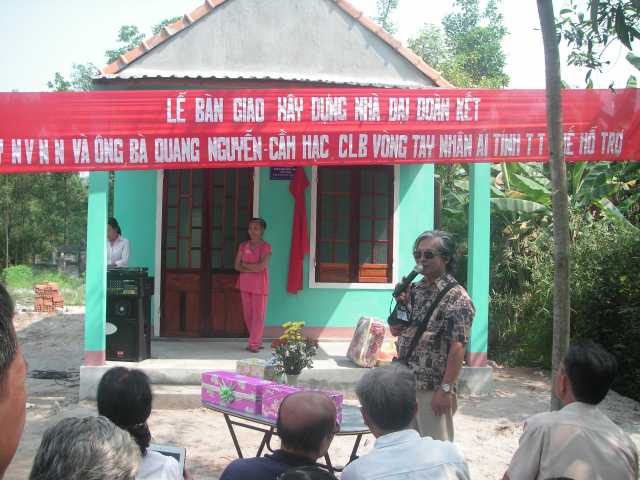 LỄ BÀN GIAO XÂY DỰNG NHÀ ĐẠI ĐOÀN KẾT
N V N N VÀ ÔNG BÀ QUANG NGUYỄN-CẦM HẠC CLB VÒNG TAY NHÂN ÁI TỈNH T T HUẾ HỖ TRỢ